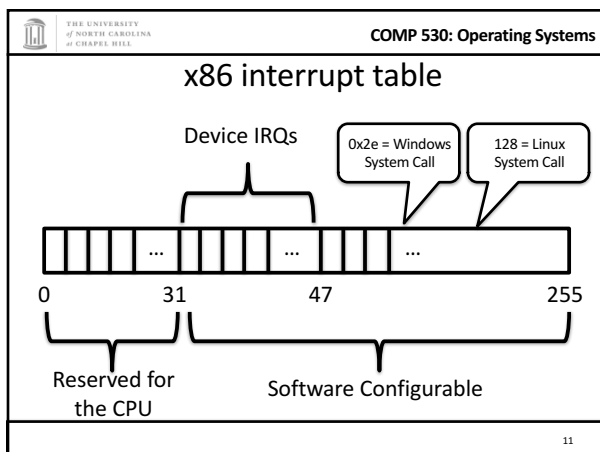 THE UNIVERSITY
of NORTH CAROLINA
at CHAPEL HILL
COMP 530: Operating Systems
x86 interrupt table
Device IRQs
0x2e = Windows
System Call
128 = Linux
System Call
... ... ...
0 31 47 255
Reserved for
the CPU
Software Configurable
11